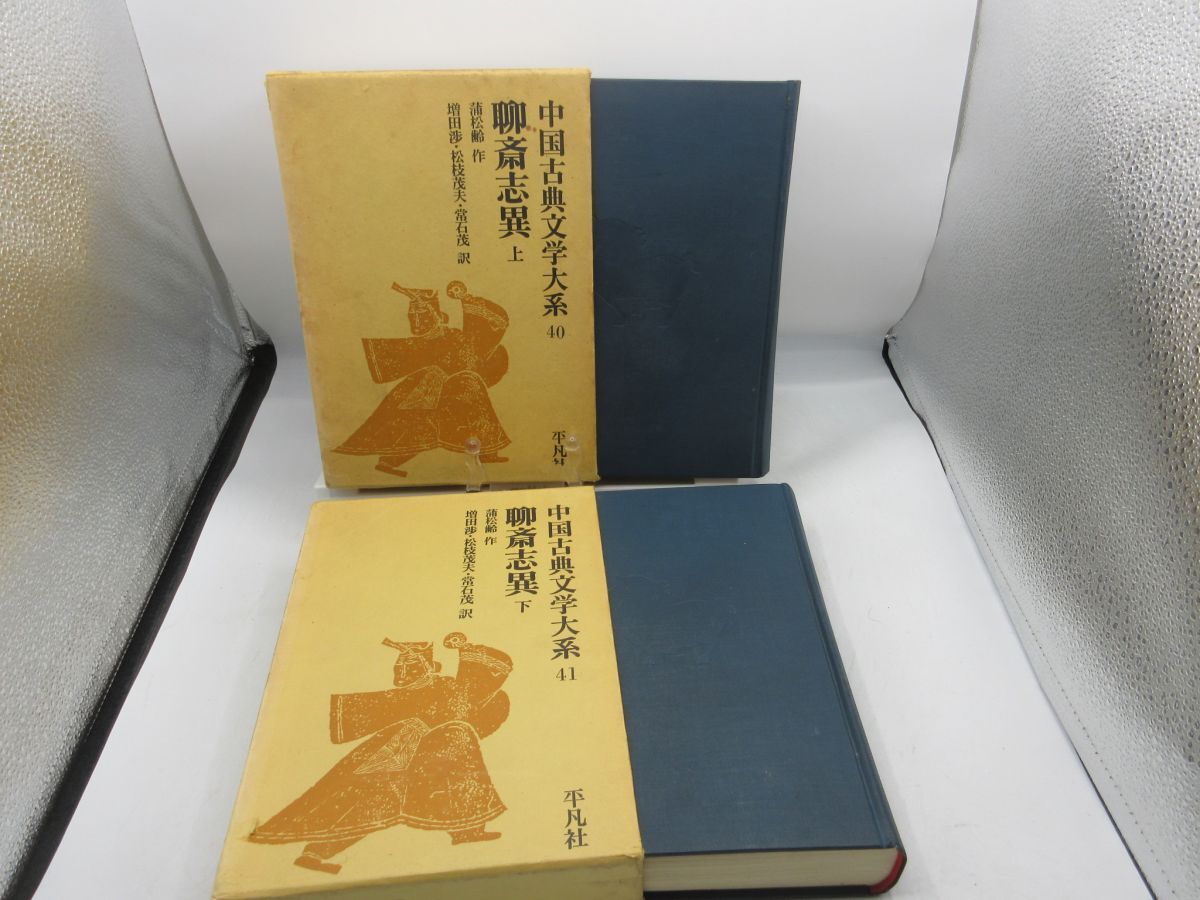 中国古典文学大系 40
聊斎志異 上
蒲松齢 作
増田渉・松枝茂夫・常石茂 訳
平凡社
中国古典文学大系 41
聊斎志異 下
蒲松齢 作
増田渉・松枝茂夫・常石茂 訳
平凡社